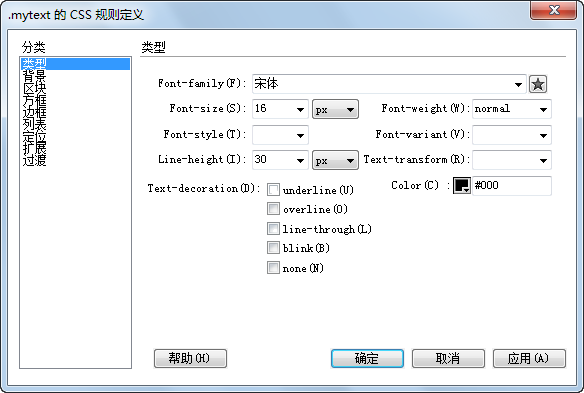 .mytext 的 CSS 规则定义
分类
类型
背景
区块
方框
边框
列表
定位
扩展
过渡
类型
Font-family(F): 宋体
Font-size(S): 16 px Font-weight(W): normal
Font-style(T): Font-variant(V):
Line-height(I): 30 px Text-transform(R):
Text-decoration(D): underline(U) Color(C) : #000
overline(O)
line-through(L)
blink(B)
none(N)
帮助(H) 确定 取消 应用(A)